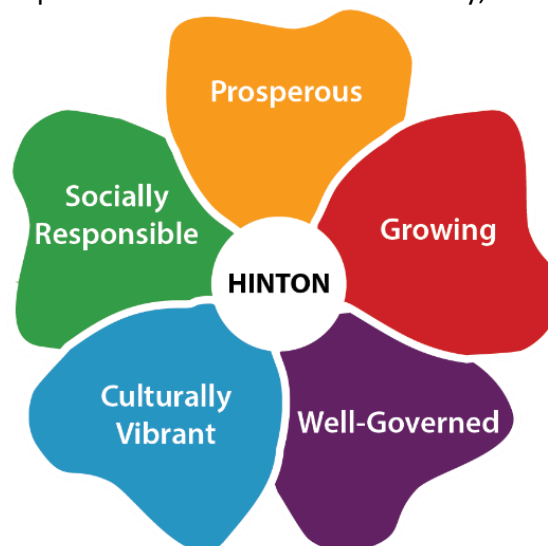 Prosperous
Socially
Responsible
Growing
HINTON
Culturally
Vibrant
Well-Governed